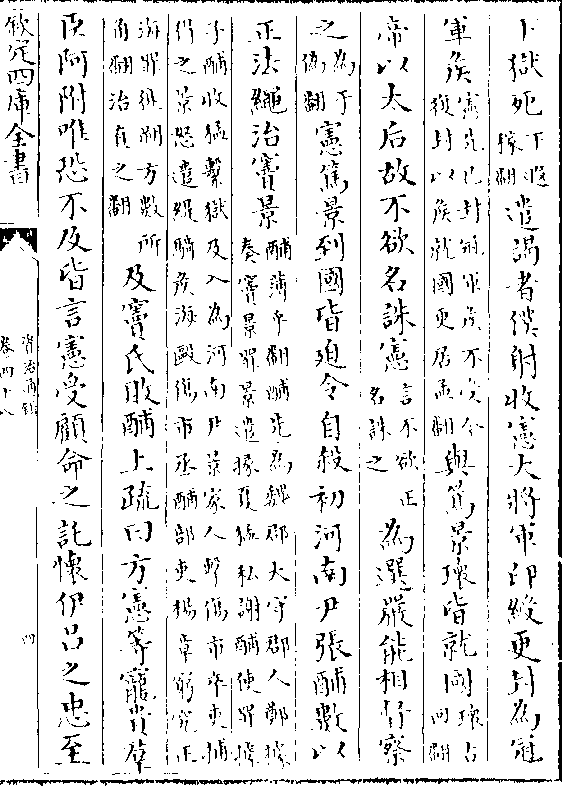 下獄死下遐稼翻遣謁者僕射收憲大將軍印綬更封為冠
軍侯憲先已封冠軍侯不受今復封以侯就國更居孟翻與篤景瓌皆就國瓌古回翻
帝以太后故不欲名誅憲言不欲正名誅之為選嚴能相督察
之為于偽翻憲篤景到國皆迫令自殺初河南尹張酺數以
正法繩治竇景酺薄乎翻酺先為魏郡太守郡人鄭據奏竇景罪景遣掾夏猛私謝酺使罪據
子酺收猛繫獄及入為河南尹景家人擊傷市卒吏捕得之景怒遣緹騎侯海毆傷市丞酺部吏楊章窮究正
海罪徙朔方數所角翻治直之翻及竇氏敗酺上疏曰方憲等寵貴羣
臣阿附唯恐不及皆言憲受顧命之託懷伊呂之忠至
欽定四庫全書
資治通鑑
卷四十八
四